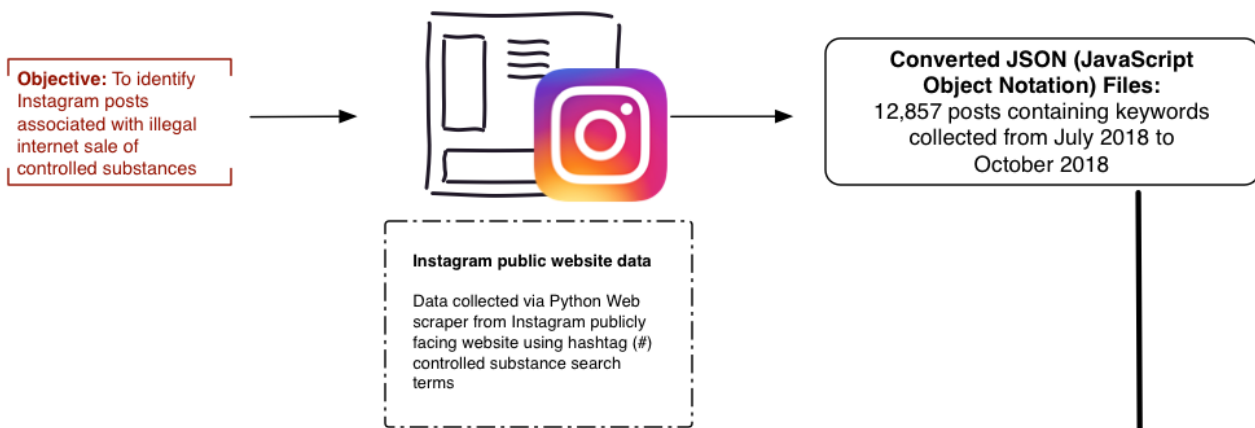 Objective: To identify
Instagram posts
associated with illegal
internet sale of
controlled substances
Instagram public website data
Data collected via Python Web
scraper from Instagram publicly
facing website using hashtag (#)
controlled substance search
terms
Converted JSON (JavaScript
Object Notation) Files:
12,857 posts containing keywords
collected from July 2018 to
October 2018